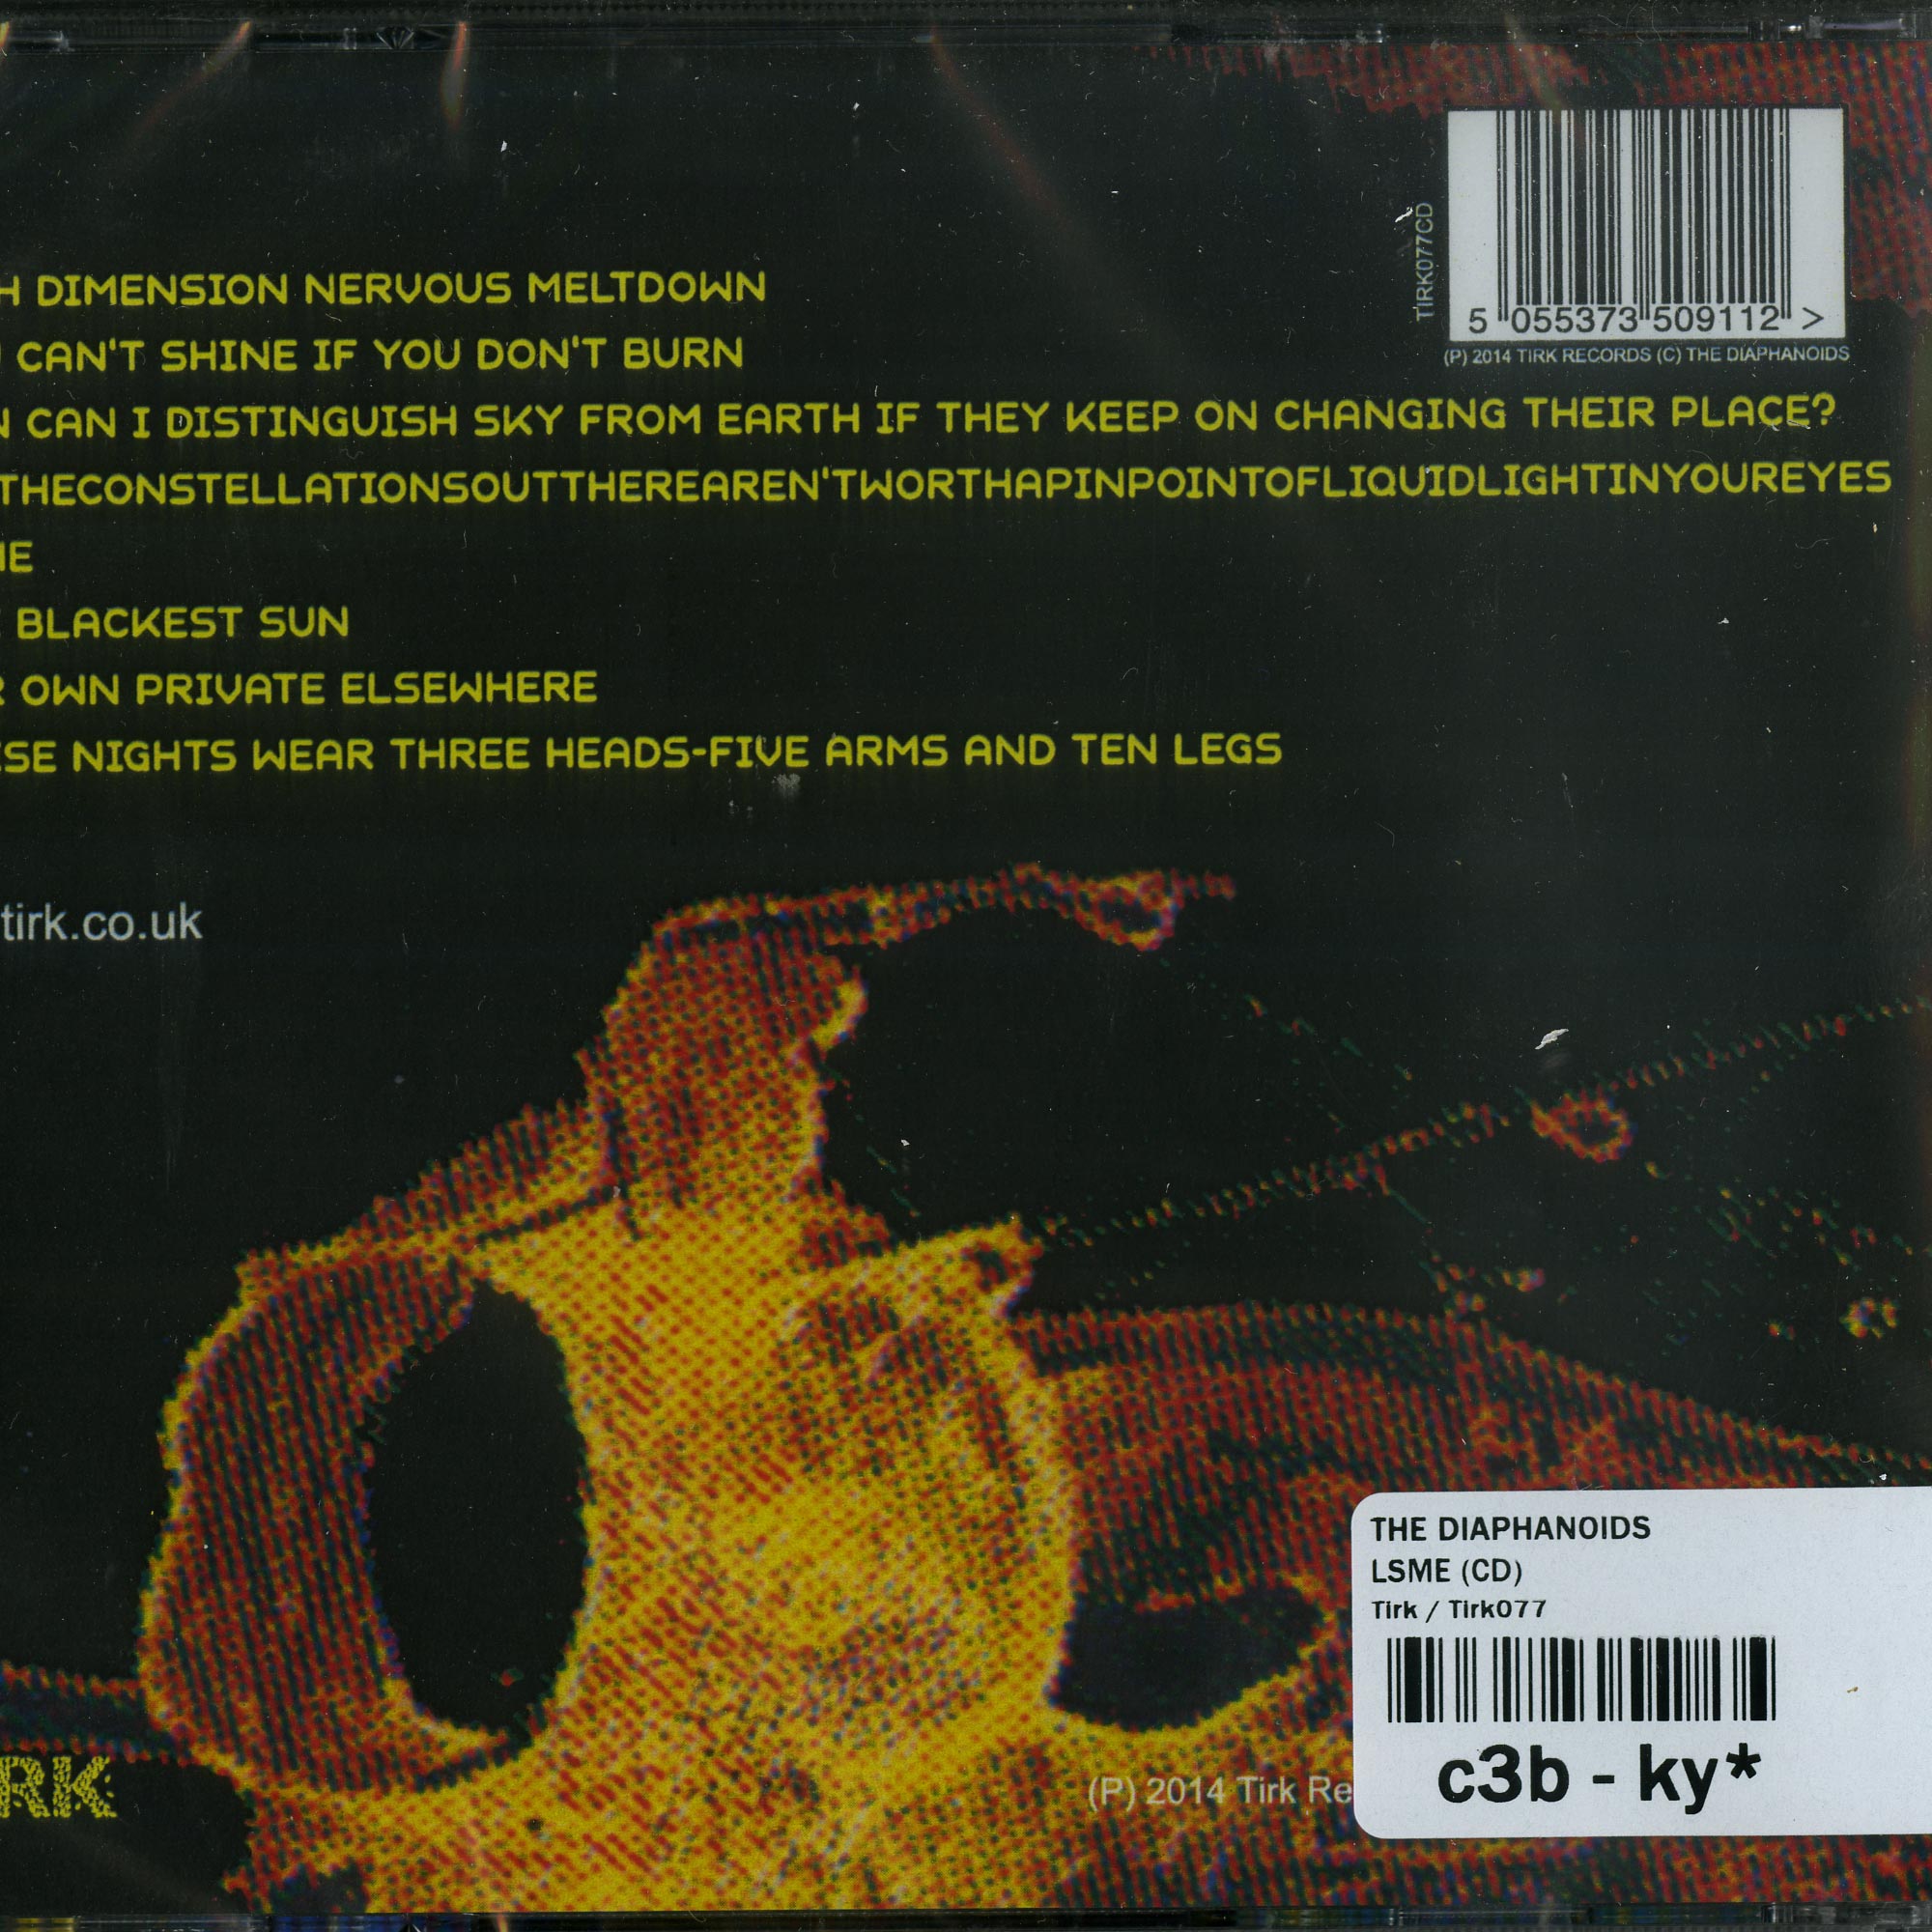 H DIMENSION NERVOUS MELTDOWN
CAN'T SHINE IF YOU DON'T BURN
N CAN I DISTINGUISH SKY FROM EARTH IF THEY KEEP ON CHANGING THEIR PLACE?
THECONSTELLATIONSOUTTHEREAREN'TWORTHAPINPOINTOFLIQUIDLIGHTINYOUREYES
ME
BLACKEST SUN
R OWN PRIVATE ELSEWHERE
ESE NIGHTS WEAR THREE HEADS-FIVE ARMS AND TEN LEGS
tirk.co.uk
TIRK077CD
5 055373 509112 >
(P) 2014 TIRK RECORDS (C) THE DIAPHANOIDS
RK
(P) 2014 Tirk Re
THE DIAPHANOIDS
LSME (CD)
Tirk / Tirk077
c3b - ky*